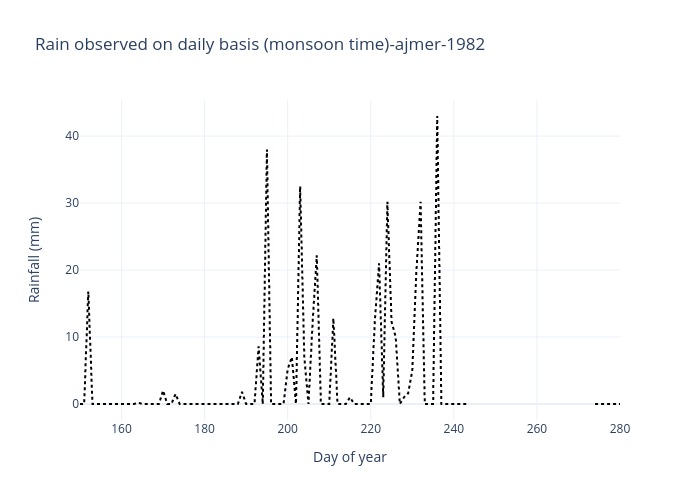 Rain observed on daily basis (monsoon time)-ajmer-1982
40
30
20
10
0
Rainfall (mm)
160 180 200 220 240 260 280
Day of year